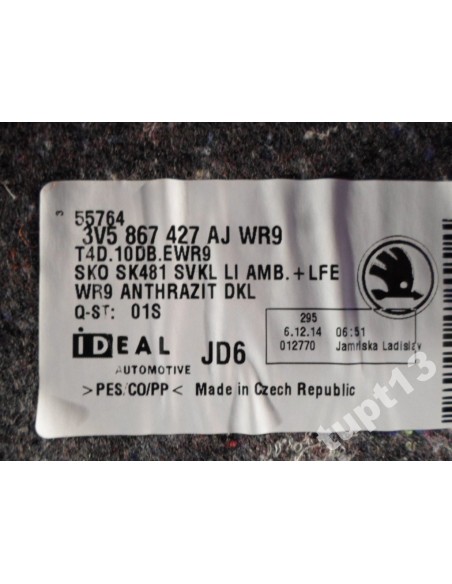 3
55764
3V5 867 427 AJ WR9
T4D.10DB.EWR9
SKO SK481 SVKL LI AMB.+LFE
WR9 ANTHRAZIT DKL
Q-ST: 01S
295
6.12.14 06:51
012770 Jamriska Ladislav
iDEAL
AUTOMOTIVE
JD6
>PES/CO/PP< Made in Czech Republic
tupt13